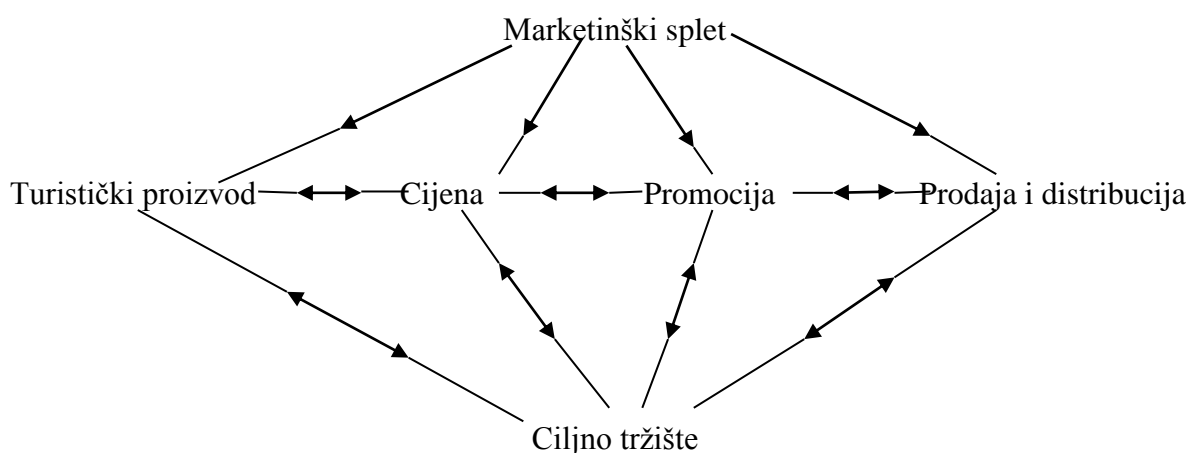 Marketinški splet
Turistički proizvod Cijena Promocija Prodaja i distribucija
Ciljno tržište